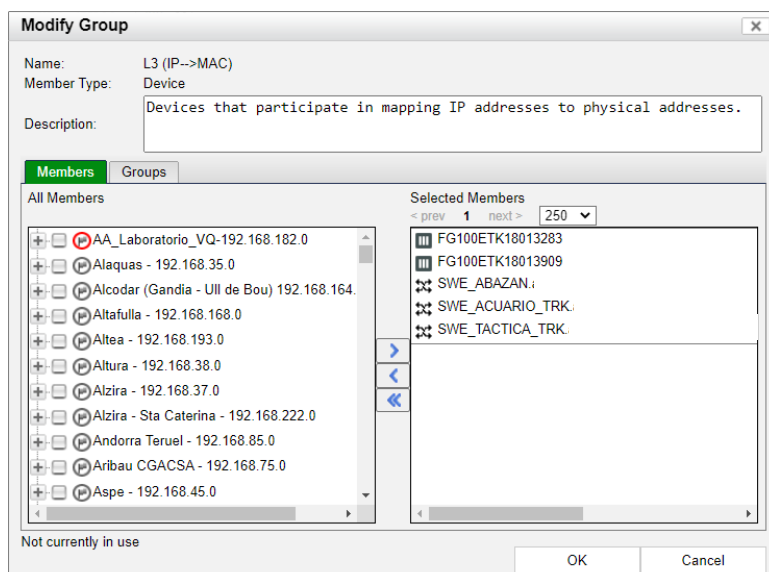 Modify Group
Name: L3 (IP-->MAC)
Member Type: Device
Description: Devices that participate in mapping IP addresses to physical addresses.
Members Groups
All Members
AA_Laboratorio_VQ-192.168.182.0
Alaquas - 192.168.35.0
Alcodar (Gandia - Ull de Bou) 192.168.164.
Altafulla - 192.168.168.0
Altea - 192.168.193.0
Altura - 192.168.38.0
Alzira - 192.168.37.0
Alzira - Sta Caterina - 192.168.222.0
Andorra Teruel - 192.168.85.0
Aribau CGACSA - 192.168.75.0
Aspe - 192.168.45.0
Selected Members
< prev 1 next > 250
FG100ETK18013283
FG100ETK18013909
SWE_ABAZAN.
SWE_ACUARIO_TRK.
SWE_TACTICA_TRK.
Not currently in use
OK Cancel